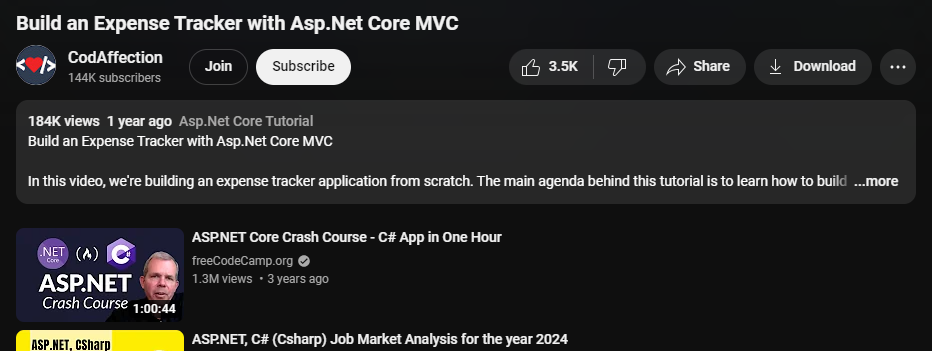 Build an Expense Tracker with Asp.Net Core MVC
CodAffection
144K subscribers
Join
Subscribe
3.5K
Share
Download
184K views 1 year ago Asp.Net Core Tutorial
Build an Expense Tracker with Asp.Net Core MVC
In this video, we're building an expense tracker application from scratch. The main agenda behind this tutorial is to learn how to build ...more
.NET
Core
C#
ASP.NET
Crash Course
1:00:44
ASP.NET Core Crash Course - C# App in One Hour
freeCodeCamp.org
1.3M views • 3 years ago
ASP.NET, CSharp
ASP.NET, C# (Csharp) Job Market Analysis for the year 2024